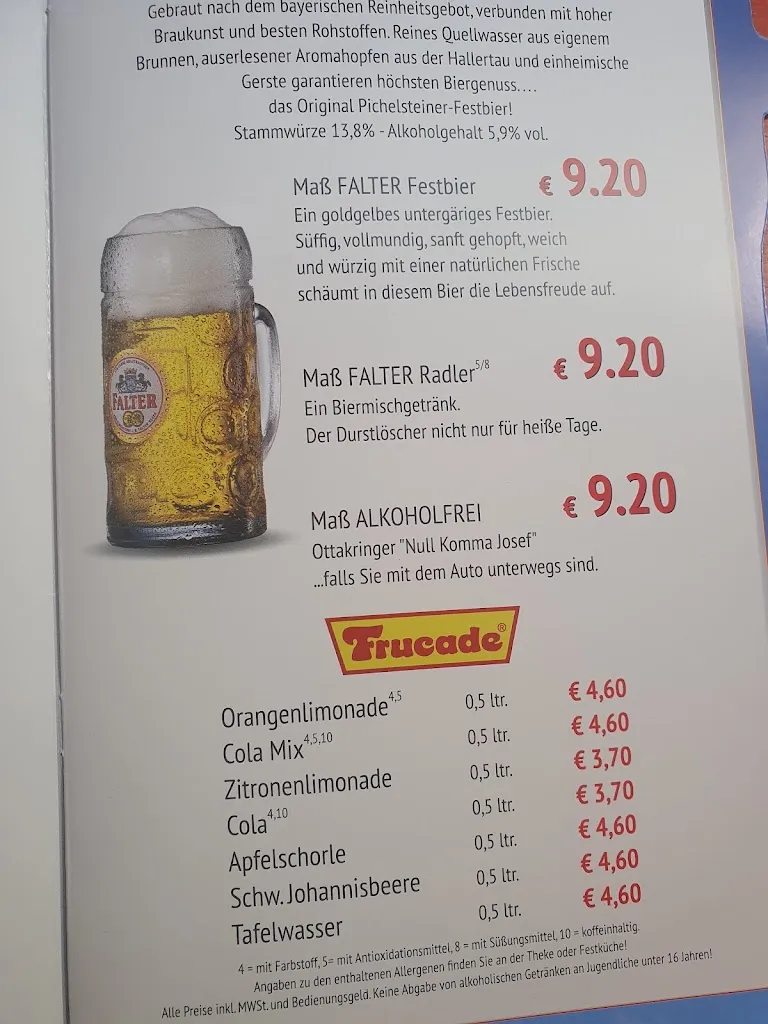 Gebraut nach dem bayerischen Reinheitsgebot, verbunden mit hoher
Braukunst und besten Rohstoffen. Reines Quellwasser aus eigenem
Brunnen, auserlesener Aromahopfen aus der Hallertau und einheimische
Gerste garantieren höchsten Biergenuss....
das Original Pichelsteiner-Festbier!
Stammwürze 13,8% - Alkoholgehalt 5,9% vol.
Maß FALTER Festbier € 9.20
Ein goldgelbes untergäriges Festbier.
Süffig, vollmundig, sanft gehopft, weich
und würzig mit einer natürlichen Frische
schäumt in diesem Bier die Lebensfreude auf.
FALTER
Maß FALTER Radler5/8 € 9.20
Ein Biermischgetränk.
Der Durstlöscher nicht nur für heiße Tage.
Maß ALKOHOLFREI € 9.20
Ottakringer "Null Komma Josef"
...falls Sie mit dem Auto unterwegs sind.
Frucade®
Orangenlimonade4,5 0,5 ltr. € 4,60
Cola Mix4,5,10 0,5 ltr. € 4,60
Zitronenlimonade 0,5 ltr. € 3,70
Cola4,10 0,5 ltr. € 3,70
Apfelschorle 0,5 ltr. € 4,60
Schw. Johannisbeere 0,5 ltr. € 4,60
Tafelwasser 0,5 ltr. € 4,60
4 = mit Farbstoff, 5= mit Antioxidationsmittel, 8 = mit Süßungsmittel, 10 = koffeinhaltig.
Angaben zu den enthaltenen Allergenen finden Sie an der Theke oder Festküche!
Alle Preise inkl. MWSt. und Bedienungsgeld. Keine Abgabe von alkoholischen Getränken an Jugendliche unter 16 Jahren!